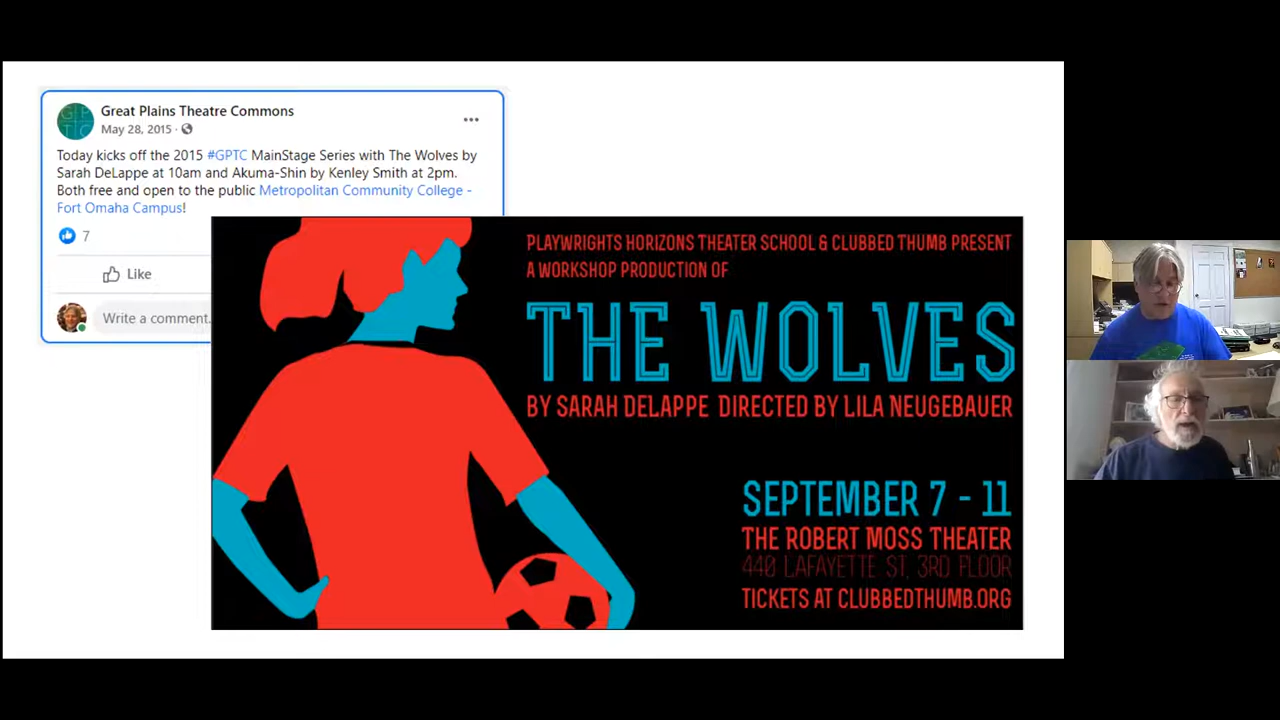 Great Plains Theatre Commons
May 28, 2015 ·
Today kicks off the 2015 #GPTC MainStage Series with The Wolves by
Sarah DeLappe at 10am and Akuma-Shin by Kenley Smith at 2pm.
Both free and open to the public Metropolitan Community College -
Fort Omaha Campus!
7
Like
Write a comment.
PLAYWRIGHTS HORIZONS THEATER SCHOOL & CLUBBED THUMB PRESENT
A WORKSHOP PRODUCTION OF
THE WOLVES
BY SARAH DELAPPE DIRECTED BY LILA NEUGEBAUER
SEPTEMBER 7 - 11
THE ROBERT MOSS THEATER
440 LAFAYETTE ST, 3RD FLOOR
TICKETS AT CLUBBEDTHUMB.ORG